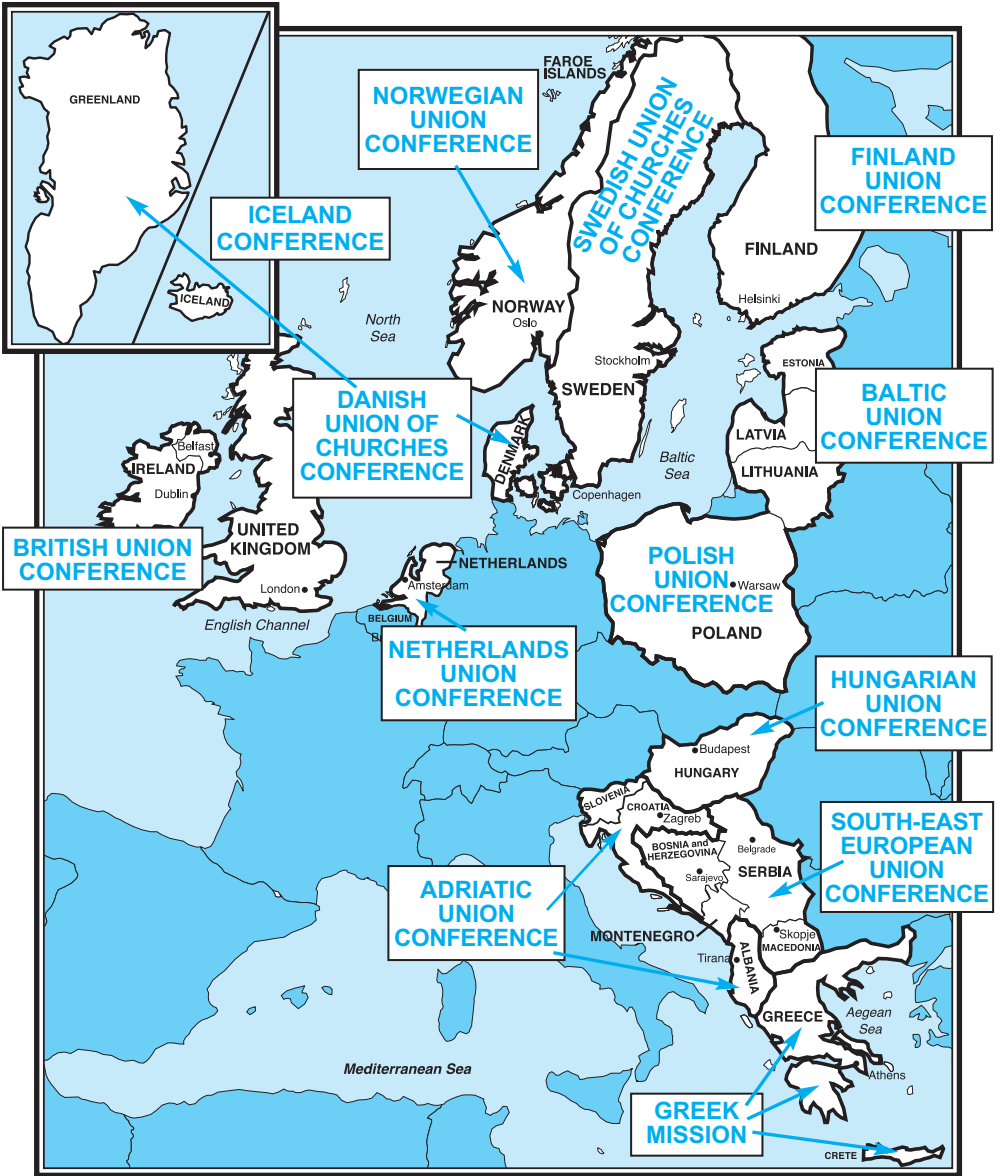 GREENLAND
ICELAND
FAROE
ISLANDS
NORWEGIAN
UNION
CONFERENCE
SWEDISH UNION
OF CHURCHES
CONFERENCE
FINLAND
UNION
CONFERENCE
ICELAND
CONFERENCE
FINLAND
Helsinki
North
Sea
NORWAY
Oslo
Stockholm
SWEDEN
ESTONIA
DANISH
UNION OF
CHURCHES
CONFERENCE
DENMARK
BALTIC
UNION
CONFERENCE
LATVIA
LITHUANIA
Baltic
Sea
Copenhagen
Belfast
IRELAND
Dublin
UNITED
KINGDOM
London
BRITISH UNION
CONFERENCE
English Channel
NETHERLANDS
Amsterdam
BELGIUM
B
NETHERLANDS
UNION
CONFERENCE
POLISH
UNION
CONFERENCE
Warsaw
POLAND
HUNGARIAN
UNION
CONFERENCE
Budapest
HUNGARY
SLOVENIA
CROATIA
Zagreb
BOSNIA and
HERZEGOVINA
Sarajevo
Belgrade
SERBIA
SOUTH-EAST
EUROPEAN
UNION
CONFERENCE
ADRIATIC
UNION
CONFERENCE
MONTENEGRO
Skopje
MACEDONIA
Tirana
ALBANIA
GREECE
Aegean
Sea
Athens
Mediterranean Sea
GREEK
MISSION
CRETE